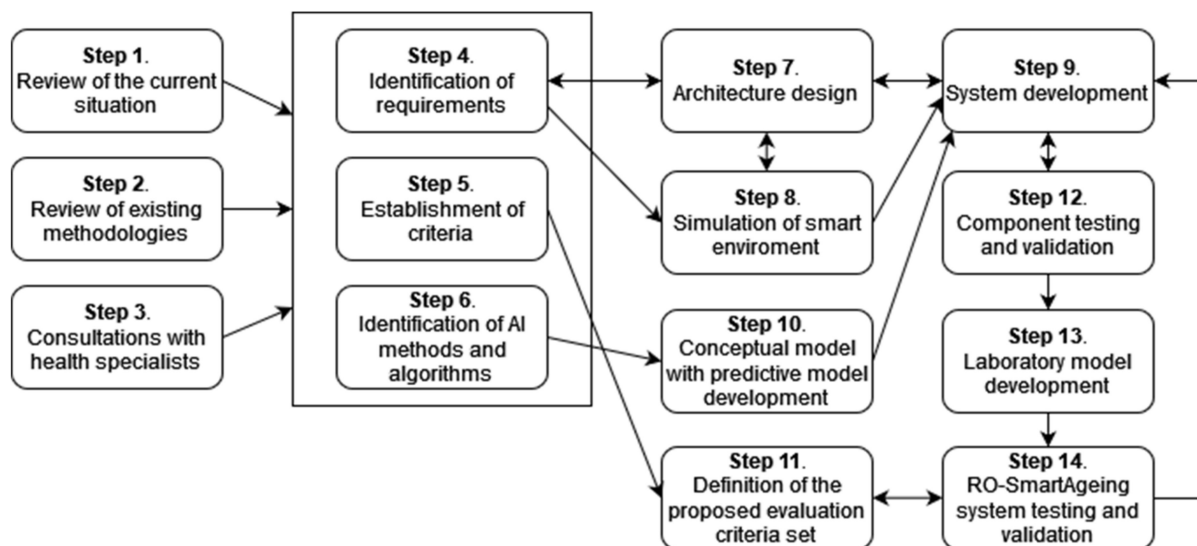 Step 1.
Review of the current
situation
Step 2.
Review of existing
methodologies
Step 3.
Consultations with
health specialists
Step 4.
Identification of
requirements
Step 5.
Establishment of
criteria
Step 6.
Identification of AI
methods and
algorithms
Step 7.
Architecture design
Step 8.
Simulation of smart
enviroment
Step 10.
Conceptual model
with predictive model
development
Step 11.
Definition of the
proposed evaluation
criteria set
Step 9.
System development
Step 12.
Component testing
and validation
Step 13.
Laboratory model
development
Step 14.
RO-SmartAgeing
system testing and
validation